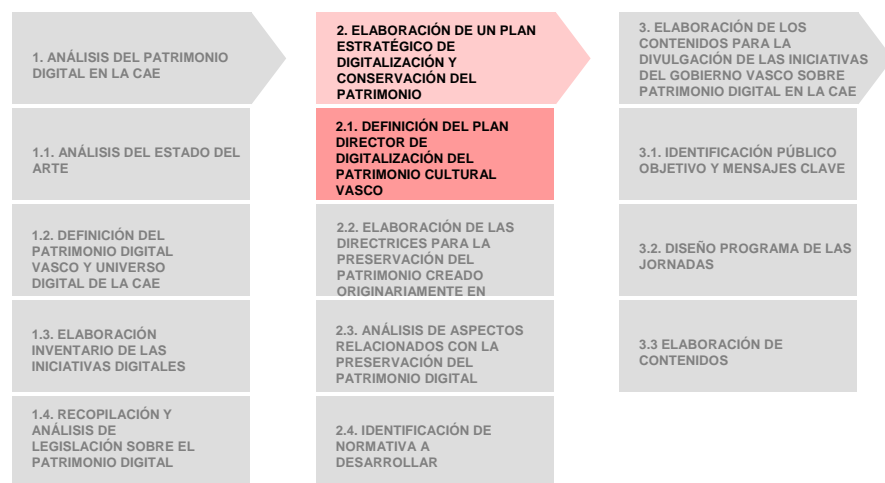 1. ANÁLISIS DEL PATRIMONIO
DIGITAL EN LA CAE
1.1. ANÁLISIS DEL ESTADO DEL
ARTE
1.2. DEFINICIÓN DEL
PATRIMONIO DIGITAL
VASCO Y UNIVERSO
DIGITAL DE LA CAE
1.3. ELABORACIÓN
INVENTARIO DE LAS
INICIATIVAS DIGITALES
1.4. RECOPILACIÓN Y
ANÁLISIS DE
LEGISLACIÓN SOBRE EL
PATRIMONIO DIGITAL
2. ELABORACIÓN DE UN PLAN
ESTRATÉGICO DE
DIGITALIZACIÓN Y
CONSERVACIÓN DEL
PATRIMONIO
2.1. DEFINICIÓN DEL PLAN
DIRECTOR DE
DIGITALIZACIÓN DEL
PATRIMONIO CULTURAL
VASCO
2.2. ELABORACIÓN DE LAS
DIRECTRICES PARA LA
PRESERVACIÓN DEL
PATRIMONIO CREADO
ORIGINARIAMENTE EN
2.3. ANÁLISIS DE ASPECTOS
RELACIONADOS CON LA
PRESERVACIÓN DEL
PATRIMONIO DIGITAL
2.4. IDENTIFICACIÓN DE
NORMATIVA A
DESARROLLAR
3. ELABORACIÓN DE LOS
CONTENIDOS PARA LA
DIVULGACIÓN DE LAS INICIATIVAS
DEL GOBIERNO VASCO SOBRE
PATRIMONIO DIGITAL EN LA CAE
3.1. IDENTIFICACIÓN PÚBLICO
OBJETIVO Y MENSAJES CLAVE
3.2. DISEÑO PROGRAMA DE LAS
JORNADAS
3.3 ELABORACIÓN DE
CONTENIDOS